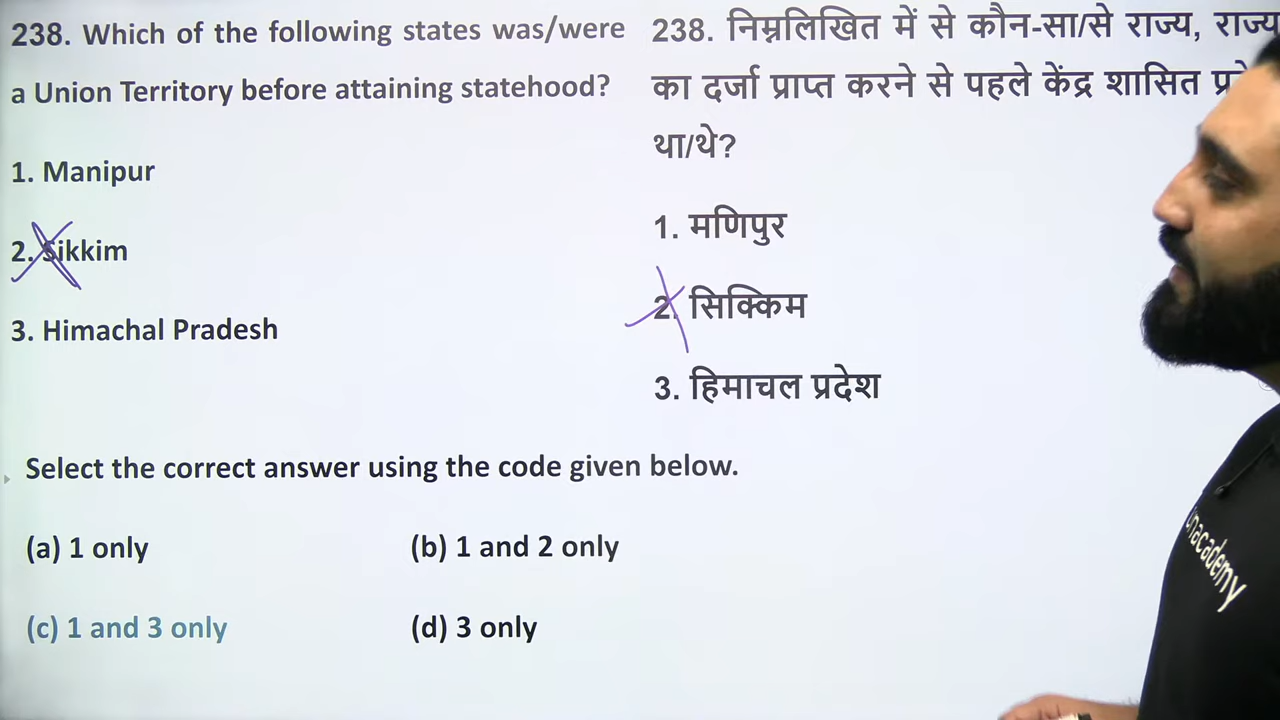 238. Which of the following states was/were
a Union Territory before attaining statehood?
1. Manipur
2. Sikkim
3. Himachal Pradesh
238. निम्नलिखित में से कौन-सा/से राज्य, राज्य
का दर्जा प्राप्त करने से पहले केंद्र शासित
था/थे?
1. मणिपुर
2. सिक्किम
3. हिमाचल प्रदेश
Select the correct answer using the code given below.
(a) 1 only
(b) 1 and 2 only
(c) 1 and 3 only
(d) 3 only
unacademy